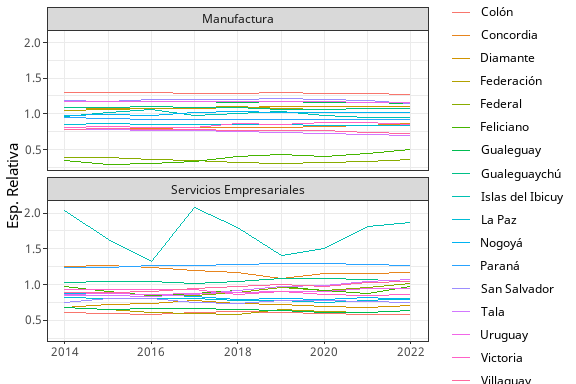 Manufactura
2.0
1.5
1.0
0.5
Servicios Empresariales
2.0
1.5
1.0
0.5
2014 2016 2018 2020 2022
Esp. Relativa
Colón
Concordia
Diamante
Federación
Federal
Feliciano
Gualeguay
Gualeguaychú
Islas del Ibicuy
La Paz
Nogoyá
Paraná
San Salvador
Tala
Uruguay
Victoria
Villaguay